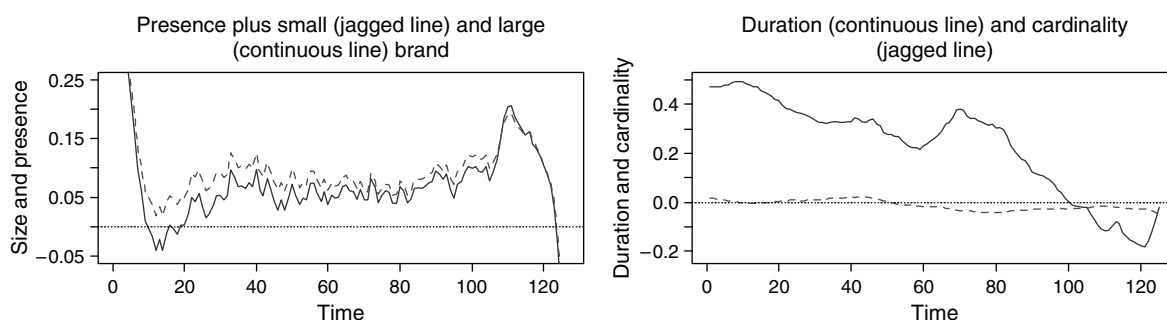 Presence plus small (jagged line) and large
(continuous line) brand
Size and presence
0.25
0.15
0.05
−0.05
0 20 40 60 80 100 120
Time
Duration (continuous line) and cardinality
(jagged line)
Duration and cardinality
0.4
0.2
0.0
−0.2
0 20 40 60 80 100 120
Time